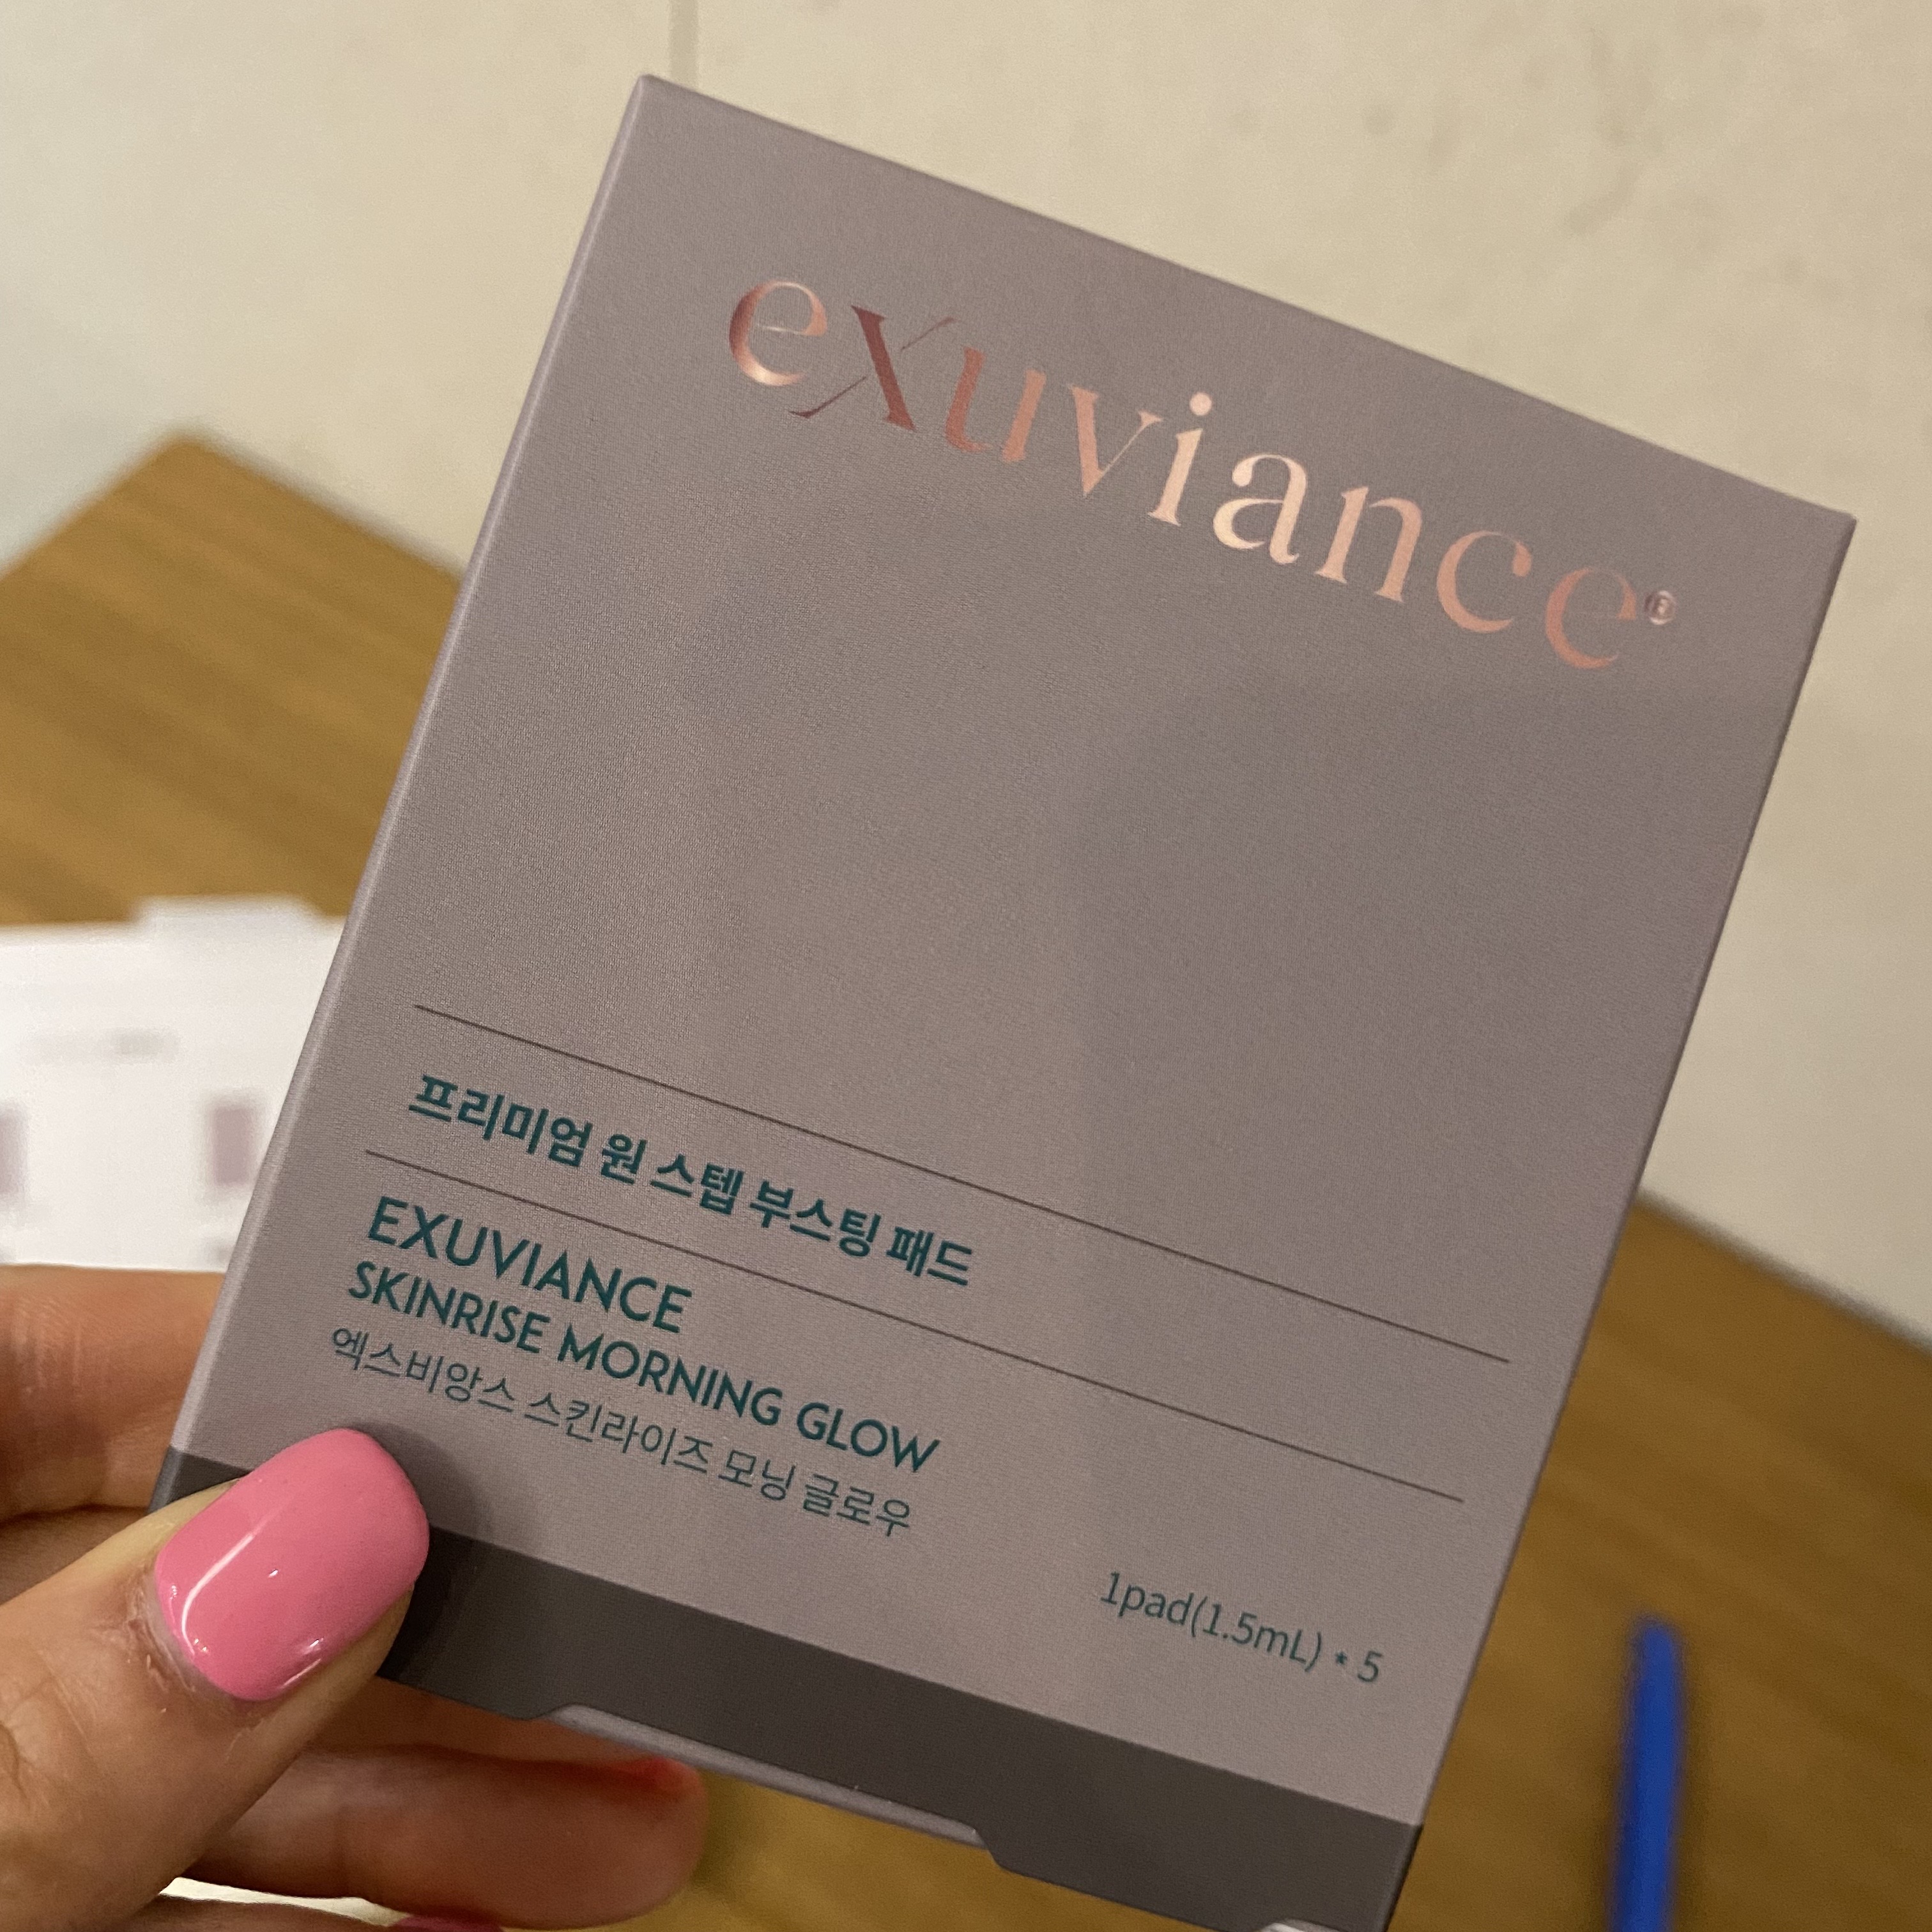 exuviance®
프리미엄 원 스텝 부스팅 패드
EXUVIANCE
SKINRISE MORNING GLOW
엑스비앙스 스킨라이즈 모닝 글로우
1pad(1.5mL) * 5